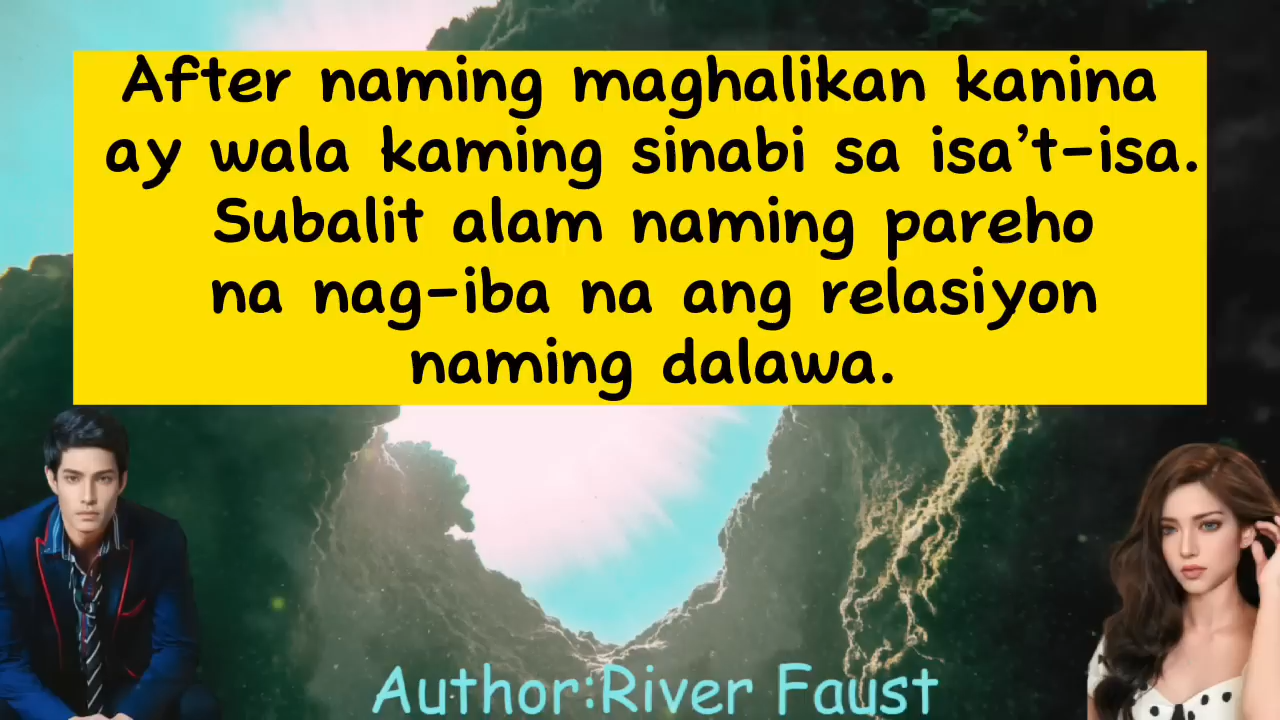 After naming maghalikan kanina
ay wala kaming sinabi sa isa’t-isa.
Subalit alam naming pareho
na nag-iba na ang relasiyon
naming dalawa.
Author:River Faust